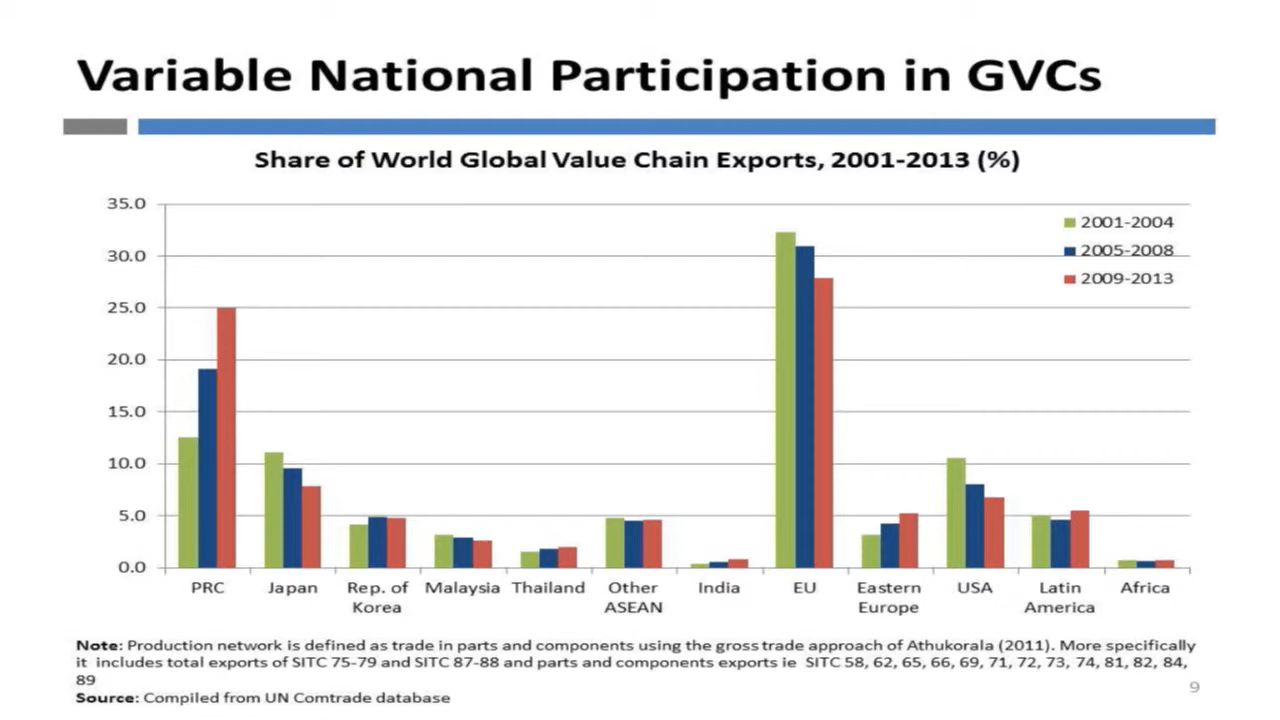 Variable National Participation in GVCs
Share of World Global Value Chain Exports, 2001-2013 (%)
35.0
30.0
25.0
20.0
15.0
10.0
5.0
0.0
2001-2004
2005-2008
2009-2013
PRC
Japan
Rep. of
Korea
Malaysia
Thailand
Other
ASEAN
India
EU
Eastern
Europe
USA
Latin
America
Africa
Note: Production network is defined as trade in parts and components using the gross trade approach of Athukorala (2011). More specifically
it includes total exports of SITC 75-79 and SITC 87-88 and parts and components exports ie SITC 58, 62, 65, 66, 69, 71, 72, 73, 74, 81, 82, 84,
89
Source: Compiled from UN Comtrade database
9